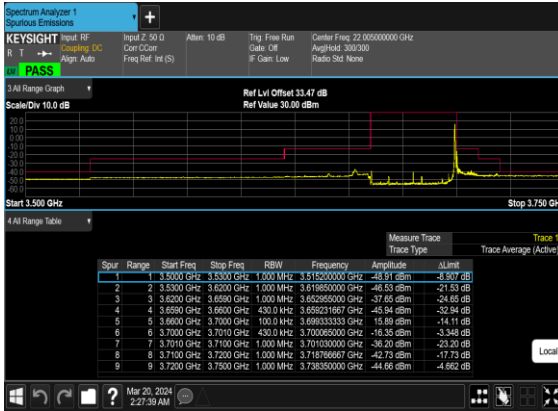 Spectrum Analyzer 1
Spurious Emissions
KEYSIGHT Input: RF Input Z: 50 Ω Atten: 10 dB Trig: Free Run Center Freq: 22.005000000 GHz
R T Coupling: DC Corr CCorr Gate: Off Avg|Hold: 300/300
Align: Auto Freq Ref: Int (S) IF Gain: Low Radio Std: None
PASS
3 All Range Graph
Ref Lvl Offset 33.47 dB
Scale/Div 10.0 dB Ref Value 30.00 dBm
20.0
10.0
0.00
-10.0
-20.0
-30.0
-40.0
-50.0
-60.0
Start 3.500 GHz Stop 3.750 GH
4 All Range Table
Measure Trace Trace 1
Trace Type Trace Average (Active)
Spur Range Start Freq Stop Freq RBW Frequency Amplitude ΔLimit
1 1 3.5000 GHz 3.5300 GHz 1.000 MHz 3.515200000 GHz -48.91 dBm -8.907 dB
2 2 3.5300 GHz 3.6200 GHz 1.000 MHz 3.619850000 GHz -46.53 dBm -21.53 dB
3 3 3.6200 GHz 3.6590 GHz 1.000 MHz 3.652955000 GHz -37.65 dBm -24.65 dB
4 4 3.6590 GHz 3.6600 GHz 430.0 kHz 3.659231667 GHz -45.94 dBm -32.94 dB
5 5 3.6600 GHz 3.7000 GHz 100.0 kHz 3.699333333 GHz 15.89 dBm -14.11 dB
6 6 3.7000 GHz 3.7010 GHz 430.0 kHz 3.700065000 GHz -16.35 dBm -3.348 dB
7 7 3.7010 GHz 3.7100 GHz 1.000 MHz 3.701030000 GHz -36.20 dBm -23.20 dB
8 8 3.7100 GHz 3.7200 GHz 1.000 MHz 3.718766667 GHz -42.73 dBm -17.73 dB
9 9 3.7200 GHz 3.7500 GHz 1.000 MHz 3.738350000 GHz -44.66 dBm -4.662 dB
Local
Mar 20, 2024
2:27:39 AM